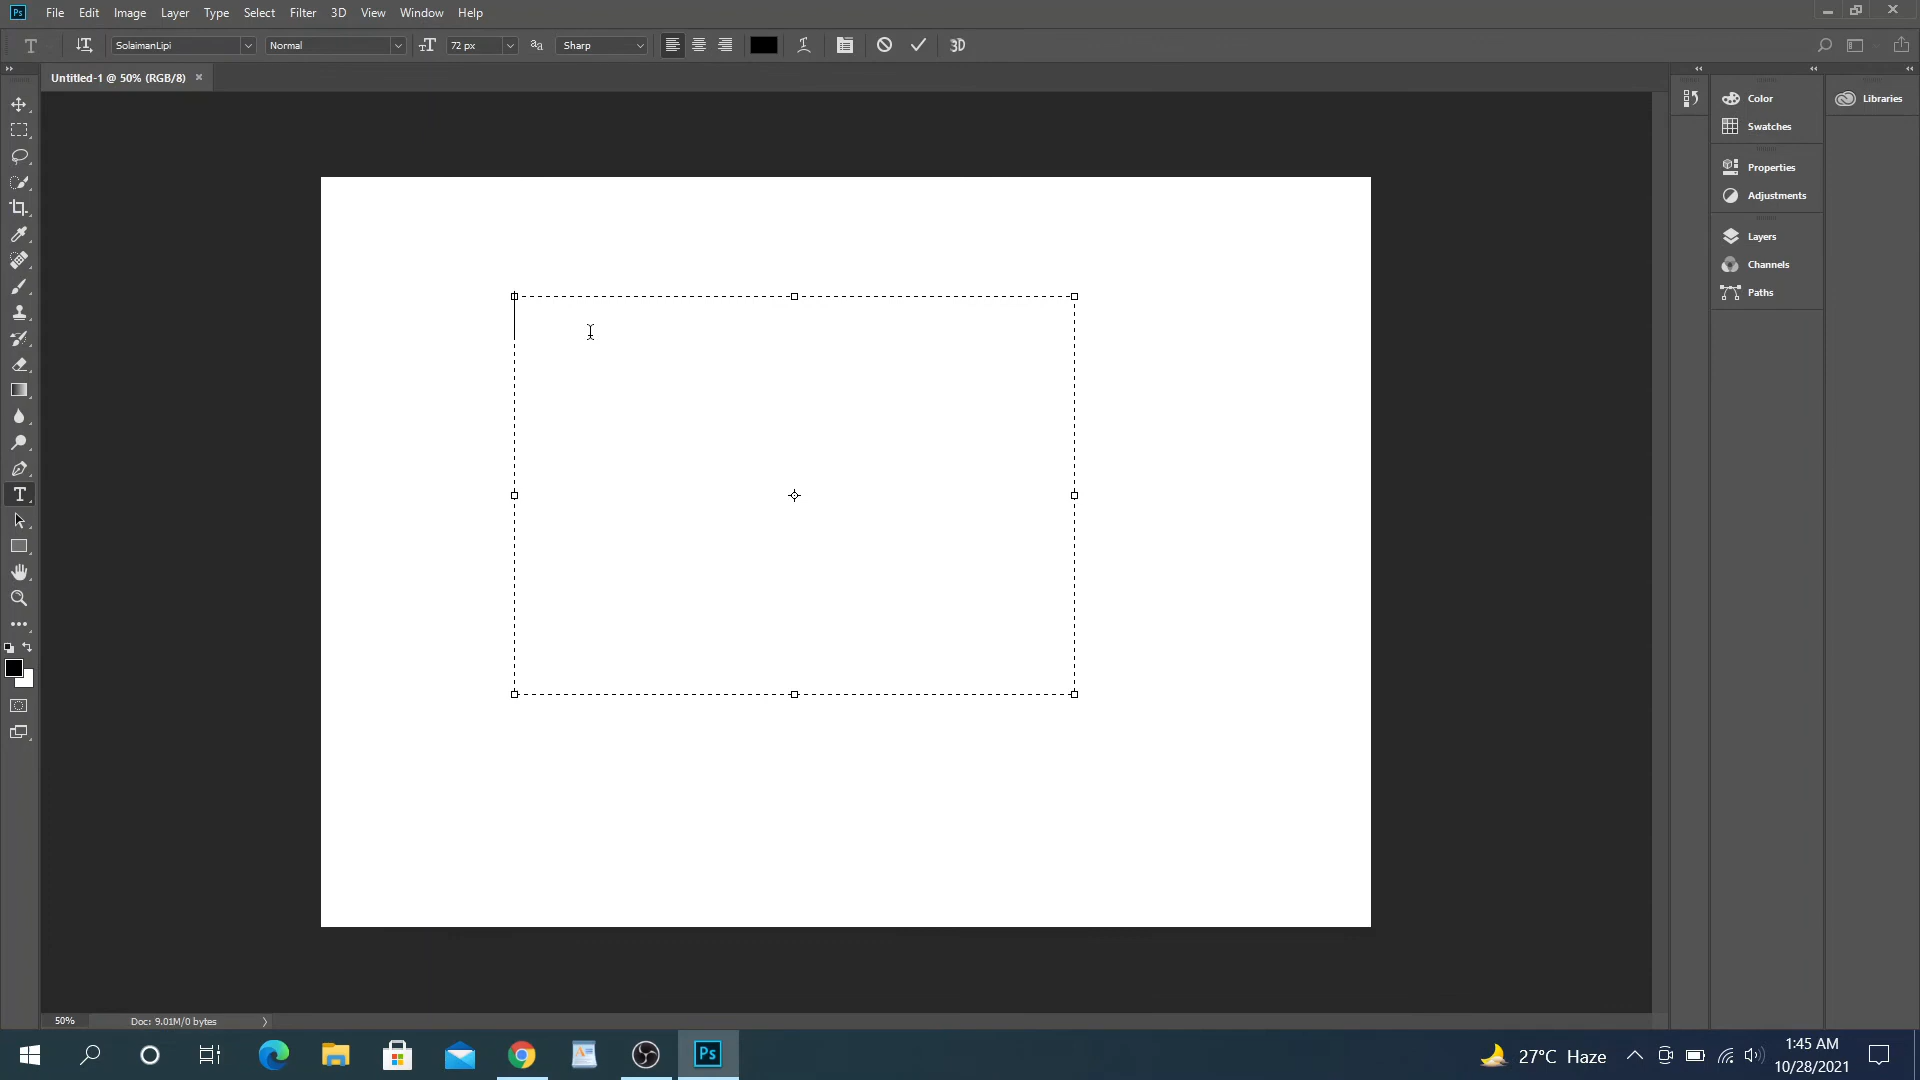 Ps File Edit Image Layer Type Select Filter 3D View Window Help
T SolaimanLipi Normal 72 px Sharp 3D
Untitled-1 @ 50% (RGB/8) ×
Color
Libraries
Swatches
Properties
Adjustments
Layers
Channels
Paths
T
50% Doc: 9.01M/0 bytes
Ps
27°C Haze
1:45 AM
10/28/2021